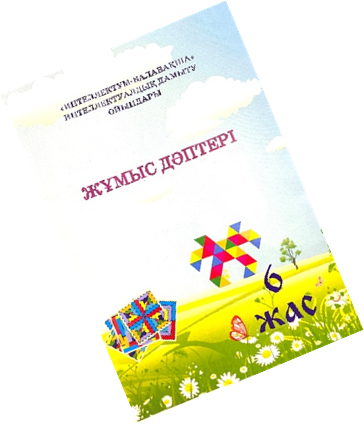 «ИНТЕЛЛЕКТУМ-БАЛАБАҚША»
ИНТЕЛЛЕКТУАЛДЫҚ ДАМЫТУ
ОЙЫНДАРЫ
ЖҰМЫС ДӘПТЕРІ
6
жас